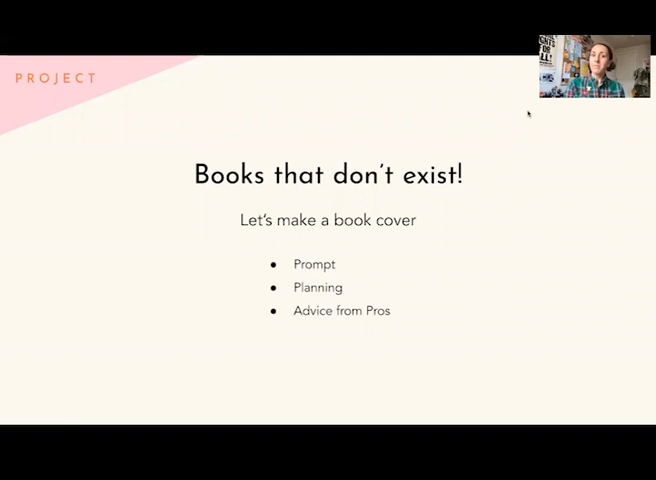 PROJECT
Books that don't exist!
Let's make a book cover
● Prompt
● Planning
● Advice from Pros